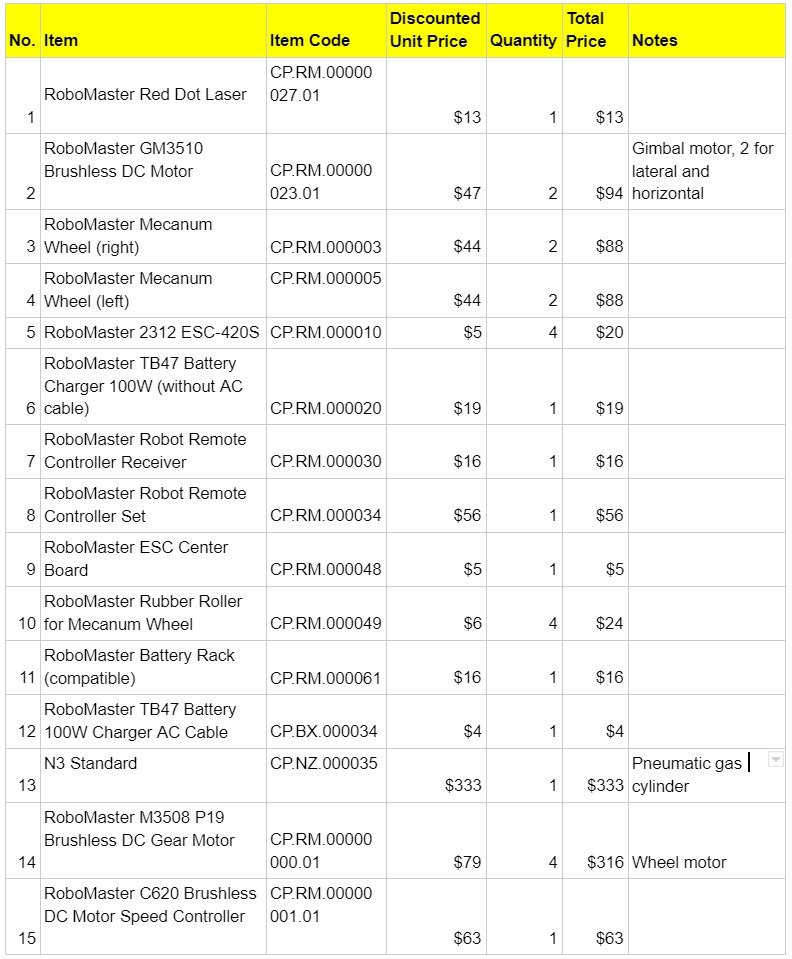 No. Item Item Code Discounted Unit Price Quantity Total Price Notes
1 RoboMaster Red Dot Laser CP.RM.00000 027.01 $13 1 $13
2 RoboMaster GM3510 Brushless DC Motor CP.RM.00000 023.01 $47 2 $94 Gimbal motor, 2 for lateral and horizontal
3 RoboMaster Mecanum Wheel (right) CP.RM.000003 $44 2 $88
4 RoboMaster Mecanum Wheel (left) CP.RM.000005 $44 2 $88
5 RoboMaster 2312 ESC-420S CP.RM.000010 $5 4 $20
6 RoboMaster TB47 Battery Charger 100W (without AC cable) CP.RM.000020 $19 1 $19
7 RoboMaster Robot Remote Controller Receiver CP.RM.000030 $16 1 $16
8 RoboMaster Robot Remote Controller Set CP.RM.000034 $56 1 $56
9 RoboMaster ESC Center Board CP.RM.000048 $5 1 $5
10 RoboMaster Rubber Roller for Mecanum Wheel CP.RM.000049 $6 4 $24
11 RoboMaster Battery Rack (compatible) CP.RM.000061 $16 1 $16
12 RoboMaster TB47 Battery 100W Charger AC Cable CP.BX.000034 $4 1 $4
13 N3 Standard CP.NZ.000035 $333 1 $333 Pneumatic gas cylinder
14 RoboMaster M3508 P19 Brushless DC Gear Motor CP.RM.00000 000.01 $79 4 $316 Wheel motor
15 RoboMaster C620 Brushless DC Motor Speed Controller CP.RM.00000 001.01 $63 1 $63